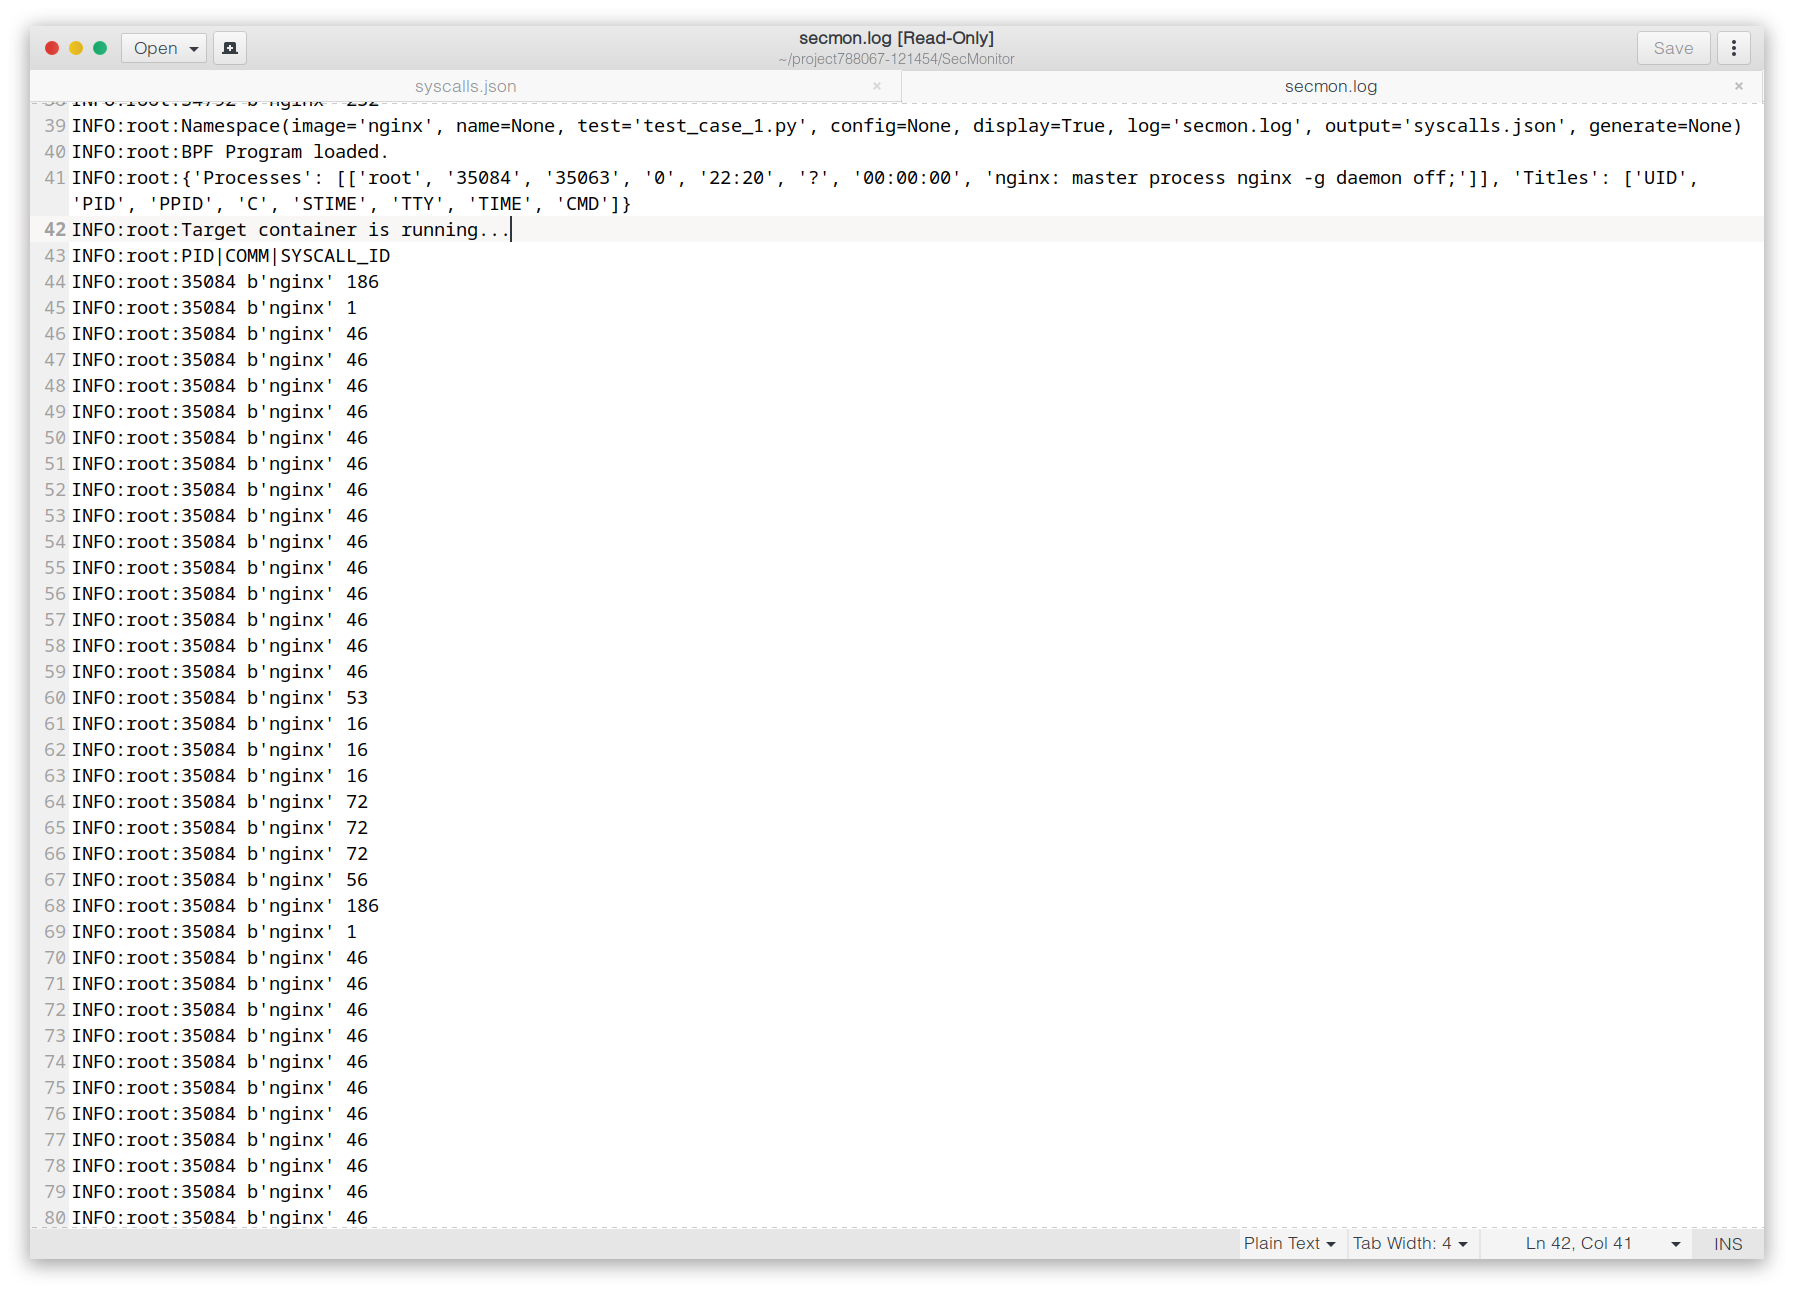 Open
secmon.log [Read-Only]
~/project788067-121454/SecMonitor
Save
syscalls.json
secmon.log
38 INFO:root:34792 b'nginx' 232
39 INFO:root:Namespace(image='nginx', name=None, test='test_case_1.py', config=None, display=True, log='secmon.log', output='syscalls.json', generate=None)
40 INFO:root:BPF Program loaded.
41 INFO:root:{'Processes': [['root', '35084', '35063', '0', '22:20', '?', '00:00:00', 'nginx: master process nginx -g daemon off;']], 'Titles': ['UID',
'PID', 'PPID', 'C', 'STIME', 'TTY', 'TIME', 'CMD']}
42 INFO:root:Target container is running...
43 INFO:root:PID|COMM|SYSCALL_ID
44 INFO:root:35084 b'nginx' 186
45 INFO:root:35084 b'nginx' 1
46 INFO:root:35084 b'nginx' 46
47 INFO:root:35084 b'nginx' 46
48 INFO:root:35084 b'nginx' 46
49 INFO:root:35084 b'nginx' 46
50 INFO:root:35084 b'nginx' 46
51 INFO:root:35084 b'nginx' 46
52 INFO:root:35084 b'nginx' 46
53 INFO:root:35084 b'nginx' 46
54 INFO:root:35084 b'nginx' 46
55 INFO:root:35084 b'nginx' 46
56 INFO:root:35084 b'nginx' 46
57 INFO:root:35084 b'nginx' 46
58 INFO:root:35084 b'nginx' 46
59 INFO:root:35084 b'nginx' 46
60 INFO:root:35084 b'nginx' 53
61 INFO:root:35084 b'nginx' 16
62 INFO:root:35084 b'nginx' 16
63 INFO:root:35084 b'nginx' 16
64 INFO:root:35084 b'nginx' 72
65 INFO:root:35084 b'nginx' 72
66 INFO:root:35084 b'nginx' 72
67 INFO:root:35084 b'nginx' 56
68 INFO:root:35084 b'nginx' 186
69 INFO:root:35084 b'nginx' 1
70 INFO:root:35084 b'nginx' 46
71 INFO:root:35084 b'nginx' 46
72 INFO:root:35084 b'nginx' 46
73 INFO:root:35084 b'nginx' 46
74 INFO:root:35084 b'nginx' 46
75 INFO:root:35084 b'nginx' 46
76 INFO:root:35084 b'nginx' 46
77 INFO:root:35084 b'nginx' 46
78 INFO:root:35084 b'nginx' 46
79 INFO:root:35084 b'nginx' 46
80 INFO:root:35084 b'nginx' 46
Plain Text
Tab Width: 4
Ln 42, Col 41
INS